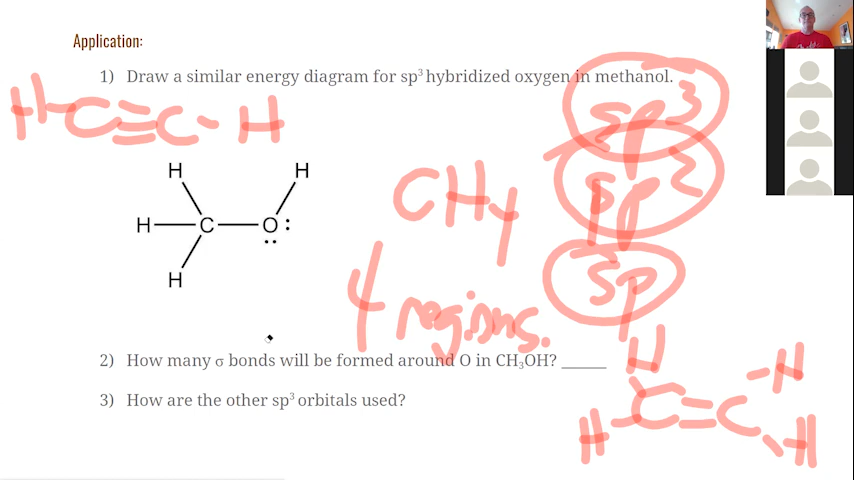 Application:
1) Draw a similar energy diagram for sp³ hybridized oxygen in methanol.
sp3
H-C≡C-H
H H
sp2
CH4
H—C—O:
H
sp
4 regions.
2) How many σ bonds will be formed around O in CH₃OH? ______
H
H
3) How are the other sp³ orbitals used?
C=C
H
H